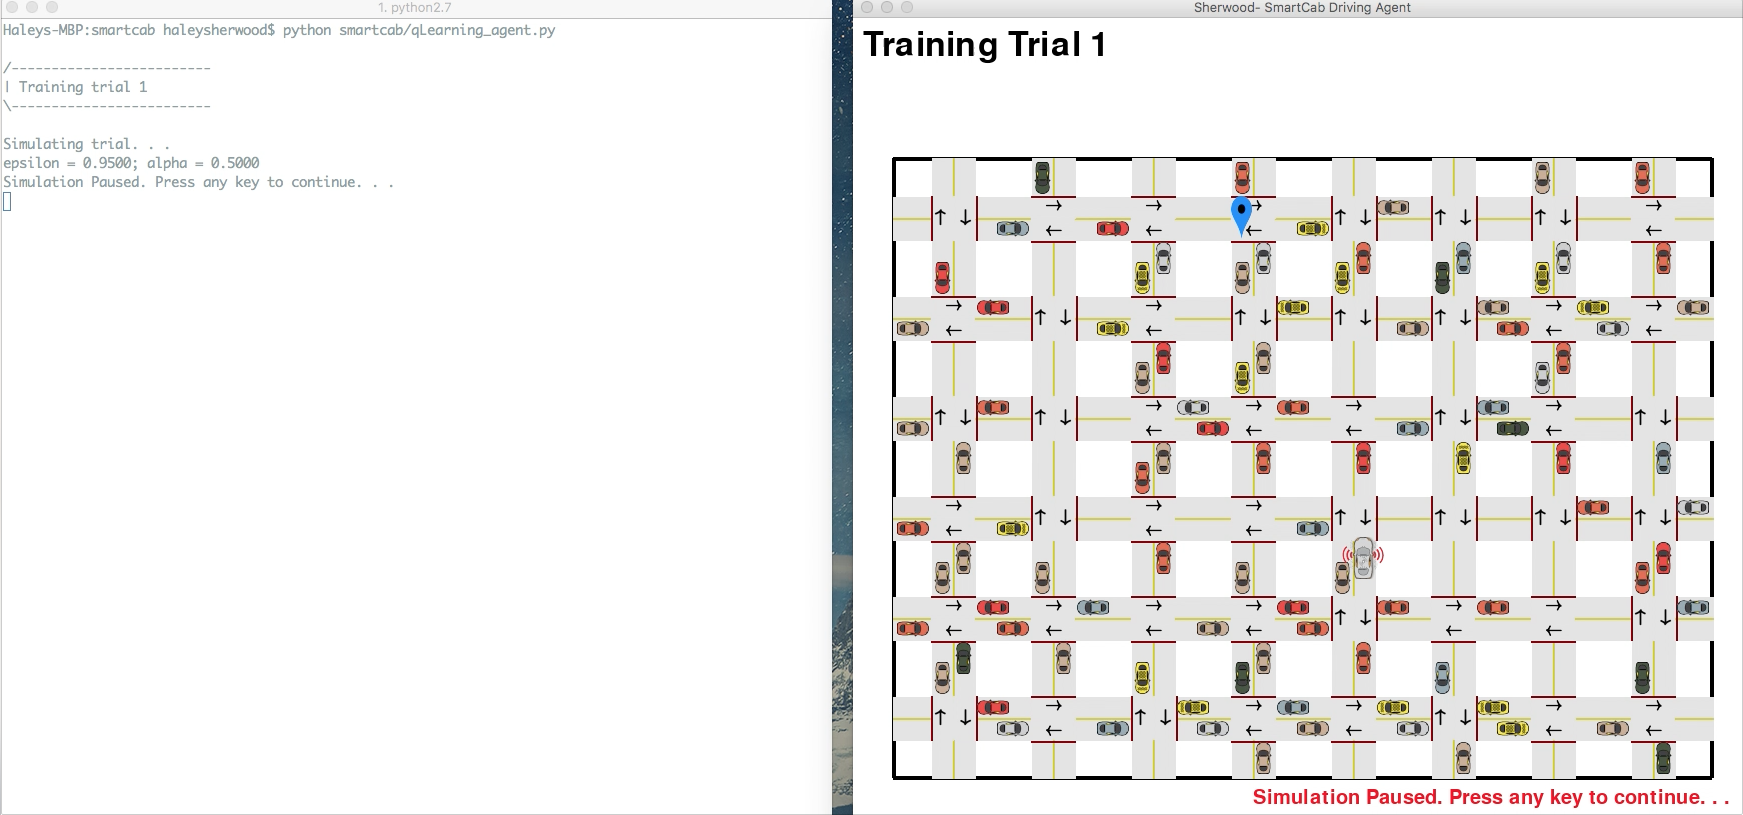 1. python2.7
Haleys-MBP:smartcab haleysherwood$ python smartcab/qLearning_agent.py
/-------------------------
| Training trial 1
\-------------------------
Simulating trial. . .
epsilon = 0.9500; alpha = 0.5000
Simulation Paused. Press any key to continue. . .
Sherwood- SmartCab Driving Agent
Training Trial 1
Simulation Paused. Press any key to continue. . .